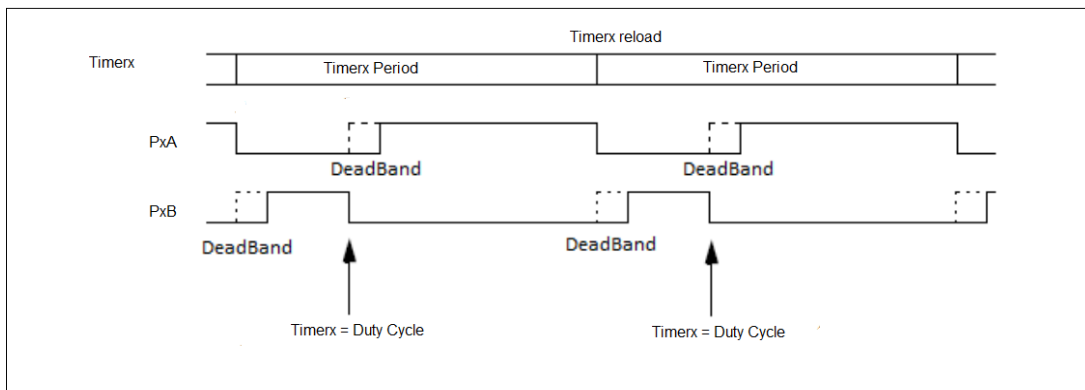 Timerx reload
Timerx
Timerx Period
Timerx Period
PxA
DeadBand
DeadBand
PxB
DeadBand
DeadBand
Timerx = Duty Cycle
Timerx = Duty Cycle